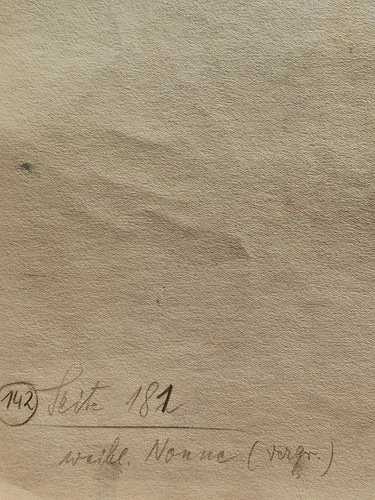 142 Seite 181
weibl. Nonne (vergr.)